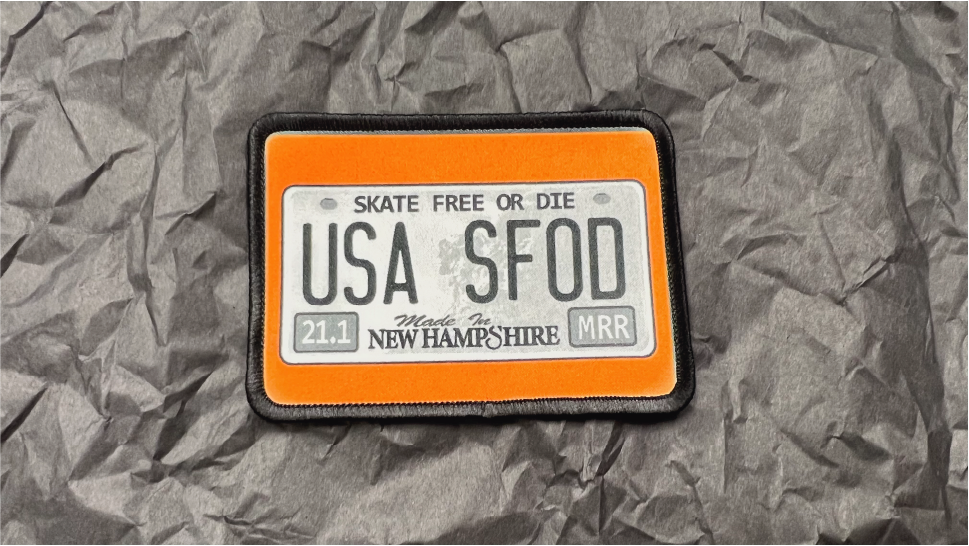 SKATE FREE OR DIE
USA SFOD
21.1
Made In
NEW HAMPSHIRE
MRR